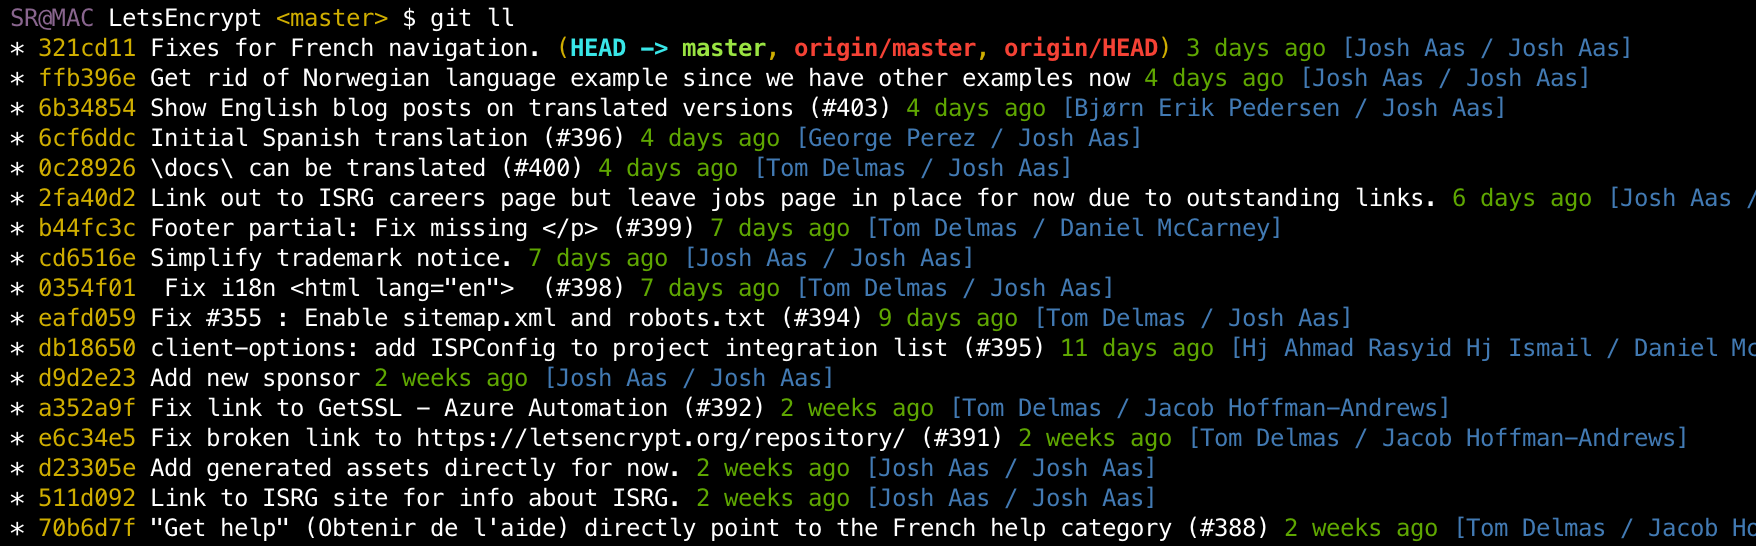 SR@MAC LetsEncrypt <master> $ git ll
* 321cd11 Fixes for French navigation. (HEAD -> master, origin/master, origin/HEAD) 3 days ago [Josh Aas / Josh Aas]
* ffb396e Get rid of Norwegian language example since we have other examples now 4 days ago [Josh Aas / Josh Aas]
* 6b34854 Show English blog posts on translated versions (#403) 4 days ago [Bjørn Erik Pedersen / Josh Aas]
* 6cf6ddc Initial Spanish translation (#396) 4 days ago [George Perez / Josh Aas]
* 0c28926 \docs\ can be translated (#400) 4 days ago [Tom Delmas / Josh Aas]
* 2fa40d2 Link out to ISRG careers page but leave jobs page in place for now due to outstanding links. 6 days ago [Josh Aas /
* b44fc3c Footer partial: Fix missing </p> (#399) 7 days ago [Tom Delmas / Daniel McCarney]
* cd6516e Simplify trademark notice. 7 days ago [Josh Aas / Josh Aas]
* 0354f01  Fix i18n <html lang="en">  (#398) 7 days ago [Tom Delmas / Josh Aas]
* eafd059 Fix #355 : Enable sitemap.xml and robots.txt (#394) 9 days ago [Tom Delmas / Josh Aas]
* db18650 client-options: add ISPConfig to project integration list (#395) 11 days ago [Hj Ahmad Rasyid Hj Ismail / Daniel Mc
* d9d2e23 Add new sponsor 2 weeks ago [Josh Aas / Josh Aas]
* a352a9f Fix link to GetSSL - Azure Automation (#392) 2 weeks ago [Tom Delmas / Jacob Hoffman-Andrews]
* e6c34e5 Fix broken link to https://letsencrypt.org/repository/ (#391) 2 weeks ago [Tom Delmas / Jacob Hoffman-Andrews]
* d23305e Add generated assets directly for now. 2 weeks ago [Josh Aas / Josh Aas]
* 511d092 Link to ISRG site for info about ISRG. 2 weeks ago [Josh Aas / Josh Aas]
* 70b6d7f "Get help" (Obtenir de l'aide) directly point to the French help category (#388) 2 weeks ago [Tom Delmas / Jacob Ho